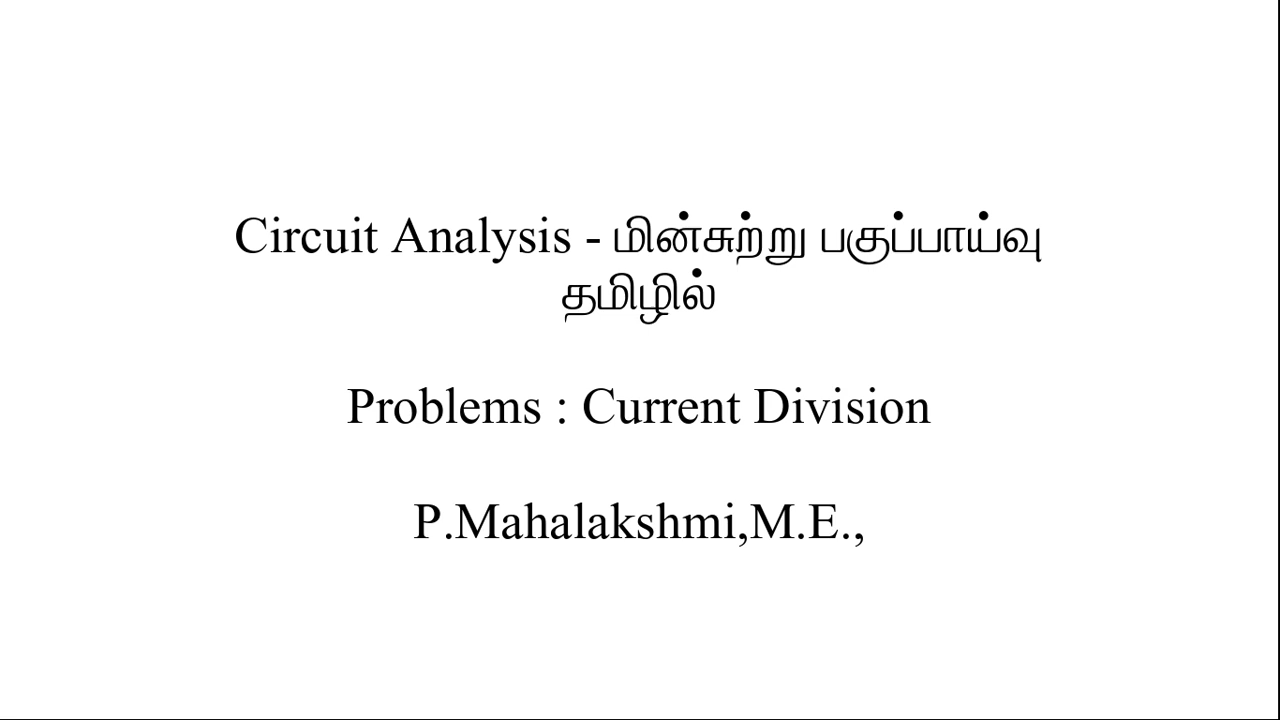 Circuit Analysis - மின்சுற்று பகுப்பாய்வு
தமிழில்
Problems : Current Division
P.Mahalakshmi,M.E.,